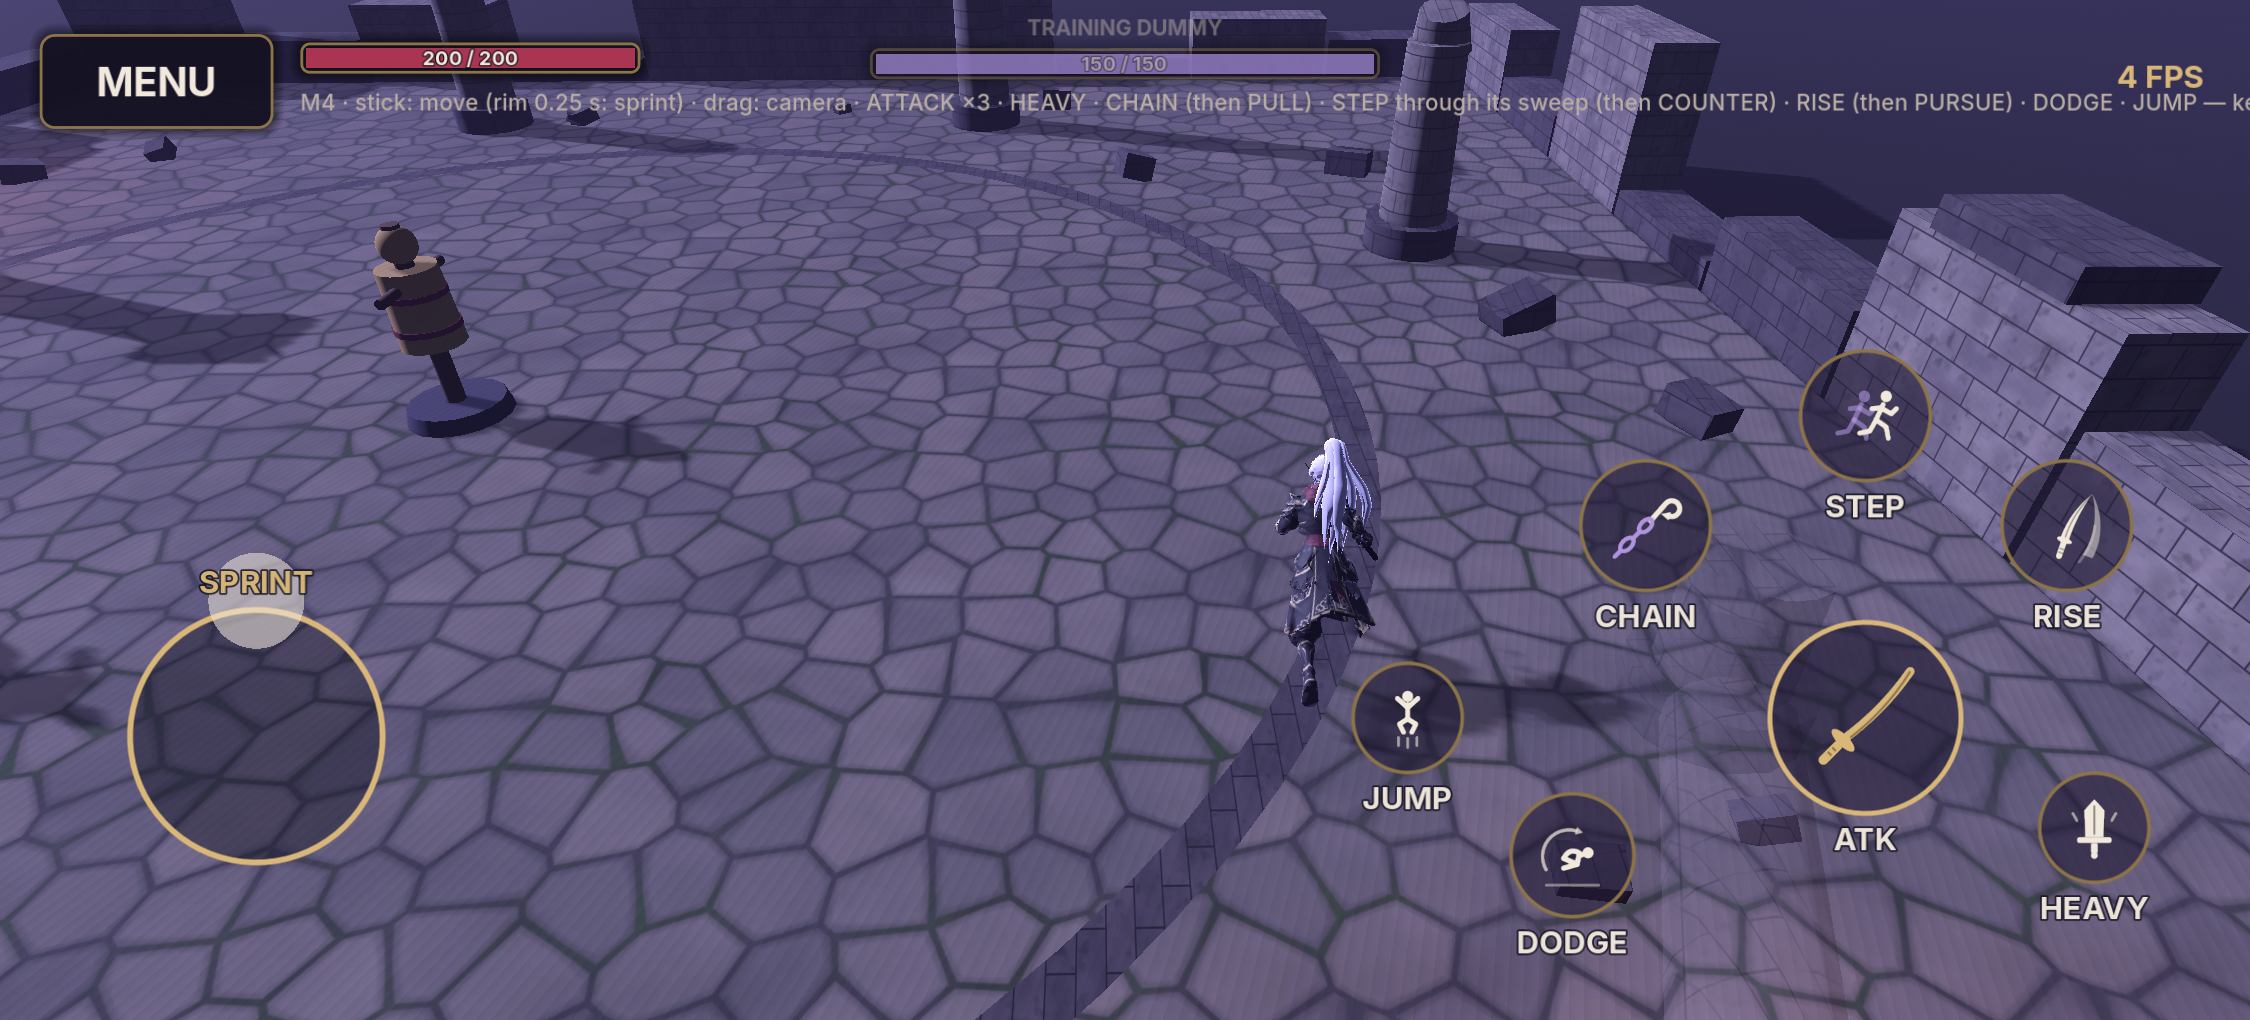 TRAINING DUMMY
MENU
200 / 200
150 / 150
4 FPS
M4 · stick: move (rim 0.25 s: sprint) · drag: camera · ATTACK ×3 · HEAVY · CHAIN (then PULL) · STEP through its sweep (then COUNTER) · RISE (then PURSUE) · DODGE · JUMP —
STEP
SPRINT
CHAIN
RISE
JUMP
ATK
HEAVY
DODGE